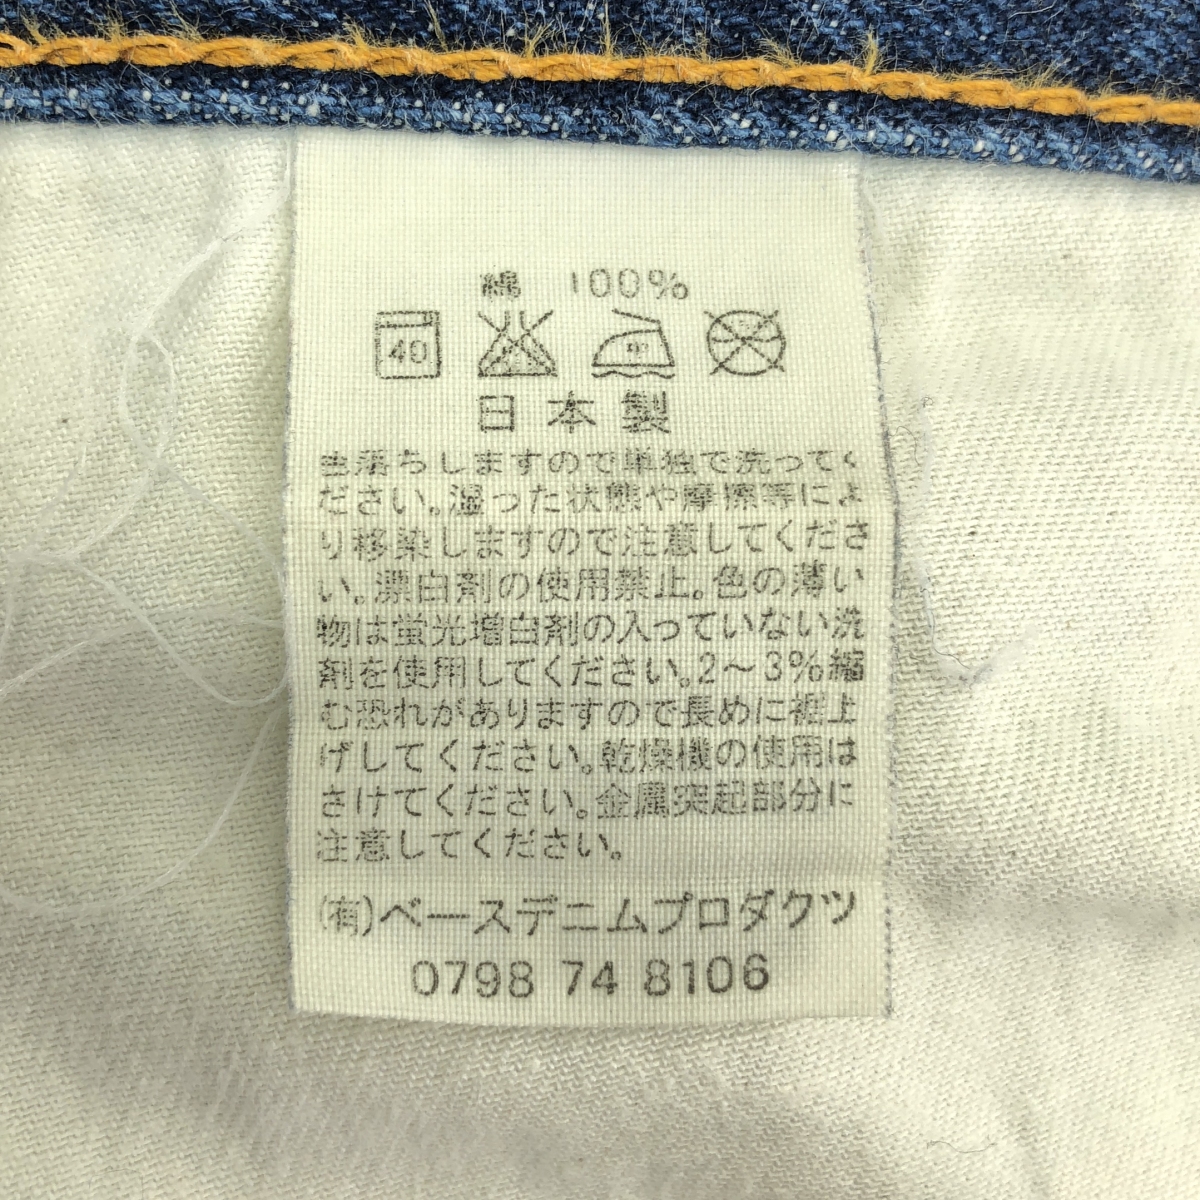 綿 100%
40 中
日本製
色落ちしますので単独で洗ってく
ださい。湿った状態や摩擦等によ
り移染しますので注意してくださ
い。漂白剤の使用禁止。色の薄い
物は蛍光増白剤の入っていない洗
剤を使用してください。2～3%縮
む恐れがありますので長めに裾上
げしてください。乾燥機の使用は
さけてください。金属突起部分に
注意してください。
(有)ベースデニムプロダクツ
0798 74 8106